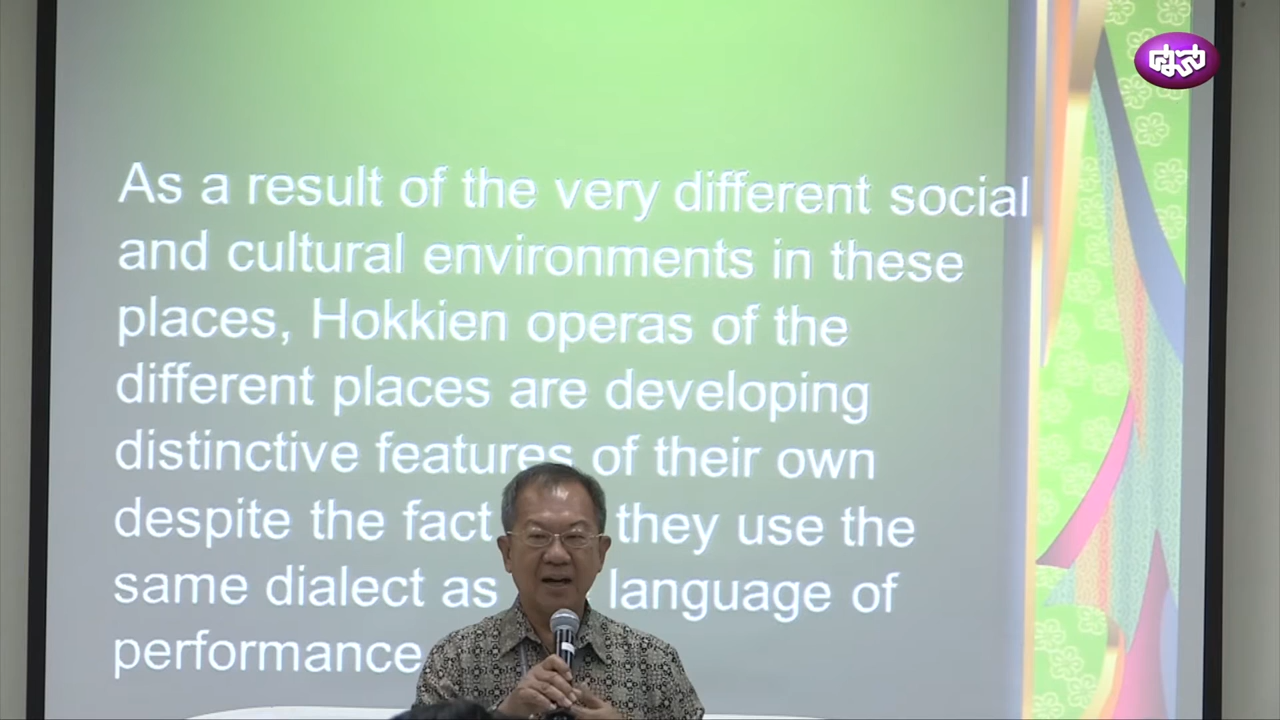 As a result of the very different social
and cultural environments in these
places, Hokkien operas of the
different places are developing
distinctive features of their own
despite the fact they use the
same dialect as language of
performance